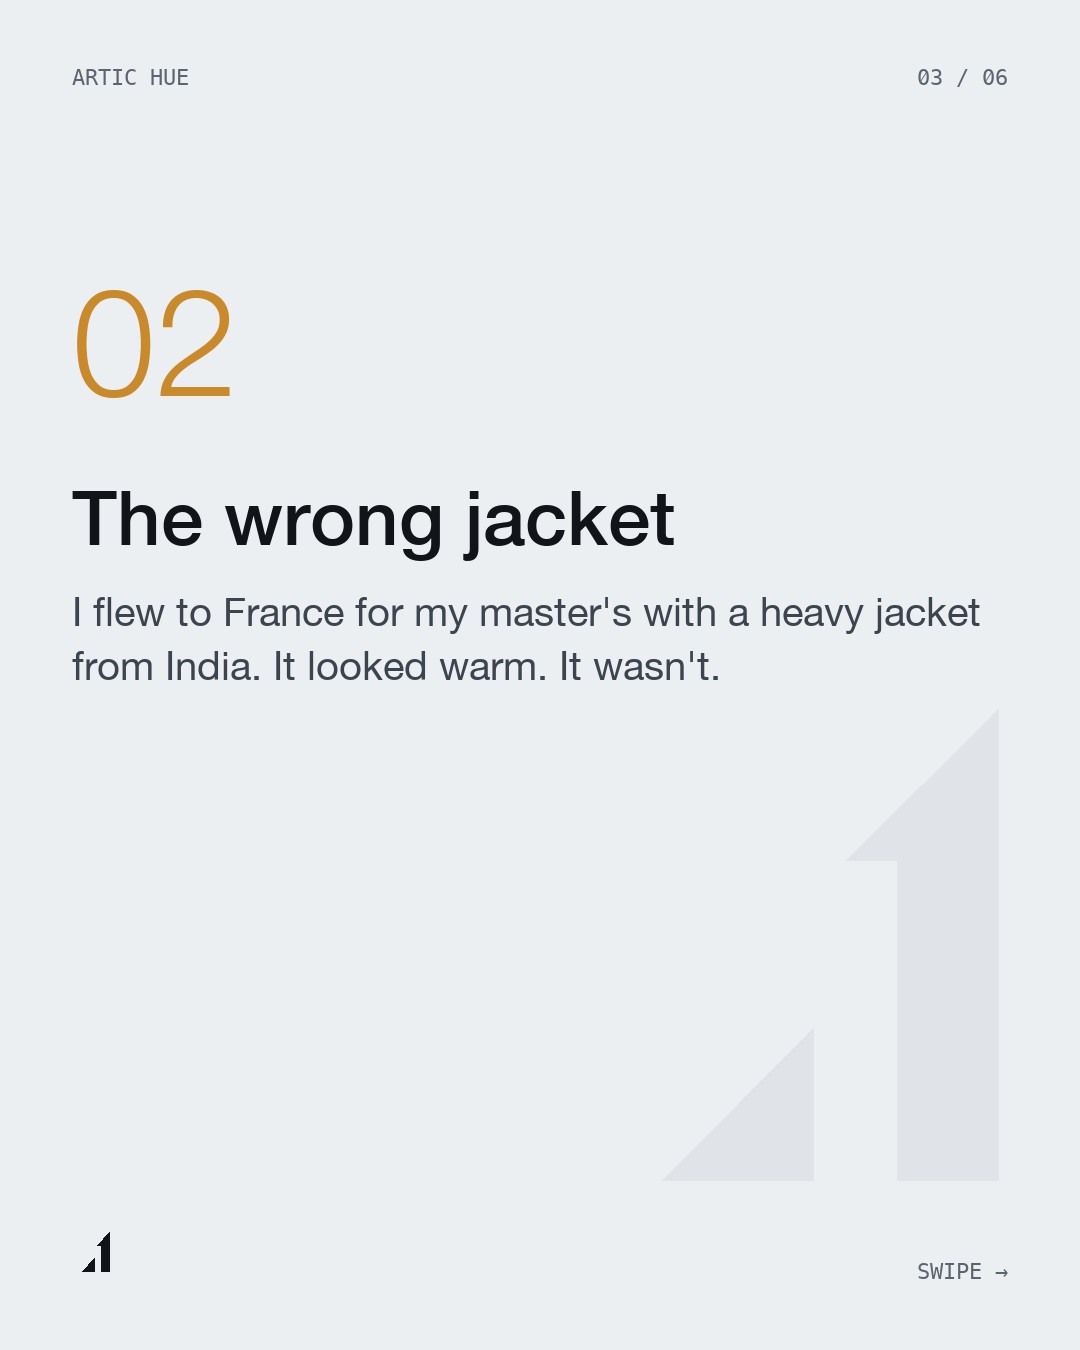 ARTIC HUE
03 / 06
02
The wrong jacket
I flew to France for my master's with a heavy jacket
from India. It looked warm. It wasn't.
SWIPE →